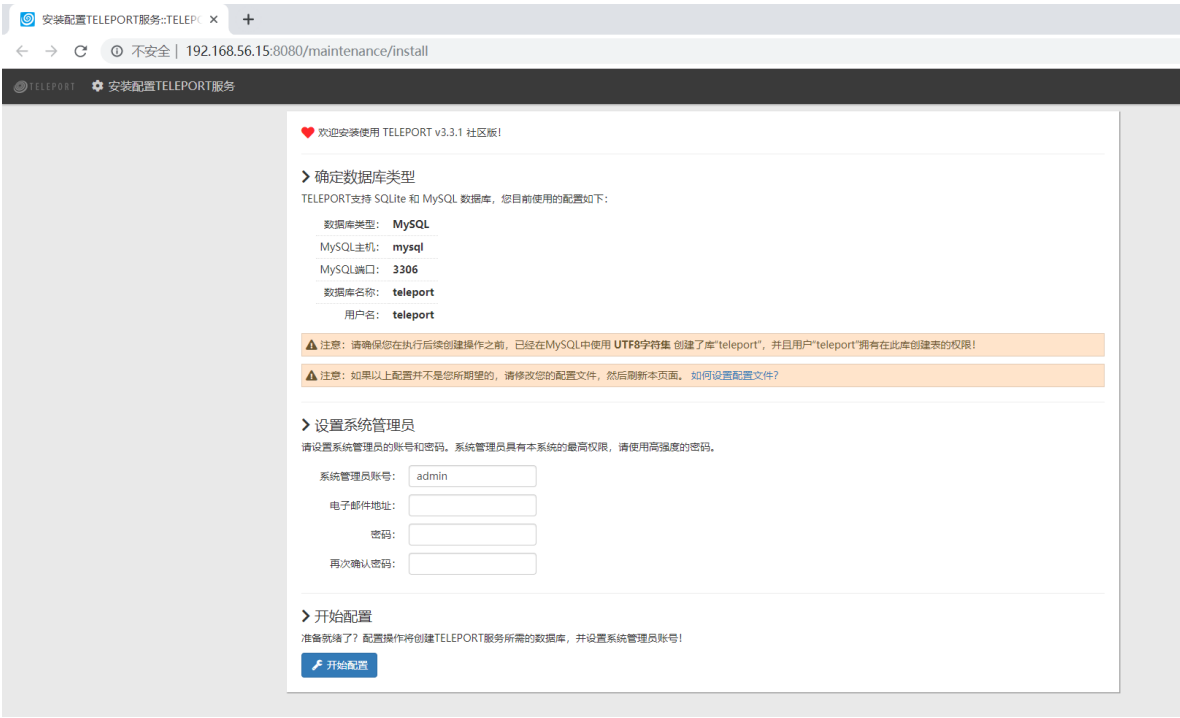 安装配置TELEPORT服务::TELEPO
不安全 | 192.168.56.15:8080/maintenance/install
TELEPORT 安装配置TELEPORT服务
欢迎安装使用 TELEPORT v3.3.1 社区版!
确定数据库类型
TELEPORT支持 SQLite 和 MySQL 数据库，您目前使用的配置如下：
数据库类型： MySQL
MySQL主机： mysql
MySQL端口： 3306
数据库名称： teleport
用户名： teleport
注意：请确保您在执行后续创建操作之前，已经在MySQL中使用 UTF8字符集 创建了库“teleport”，并且用户“teleport”拥有在此库创建表的权限！
注意：如果以上配置并不是您所期望的，请修改您的配置文件，然后刷新本页面。 如何设置配置文件？
设置系统管理员
请设置系统管理员的账号和密码。系统管理员具有本系统的最高权限，请使用高强度的密码。
系统管理员账号： admin
电子邮件地址：
密码：
再次确认密码：
开始配置
准备就绪了？配置操作将创建TELEPORT服务所需的数据库，并设置系统管理员账号！
开始配置